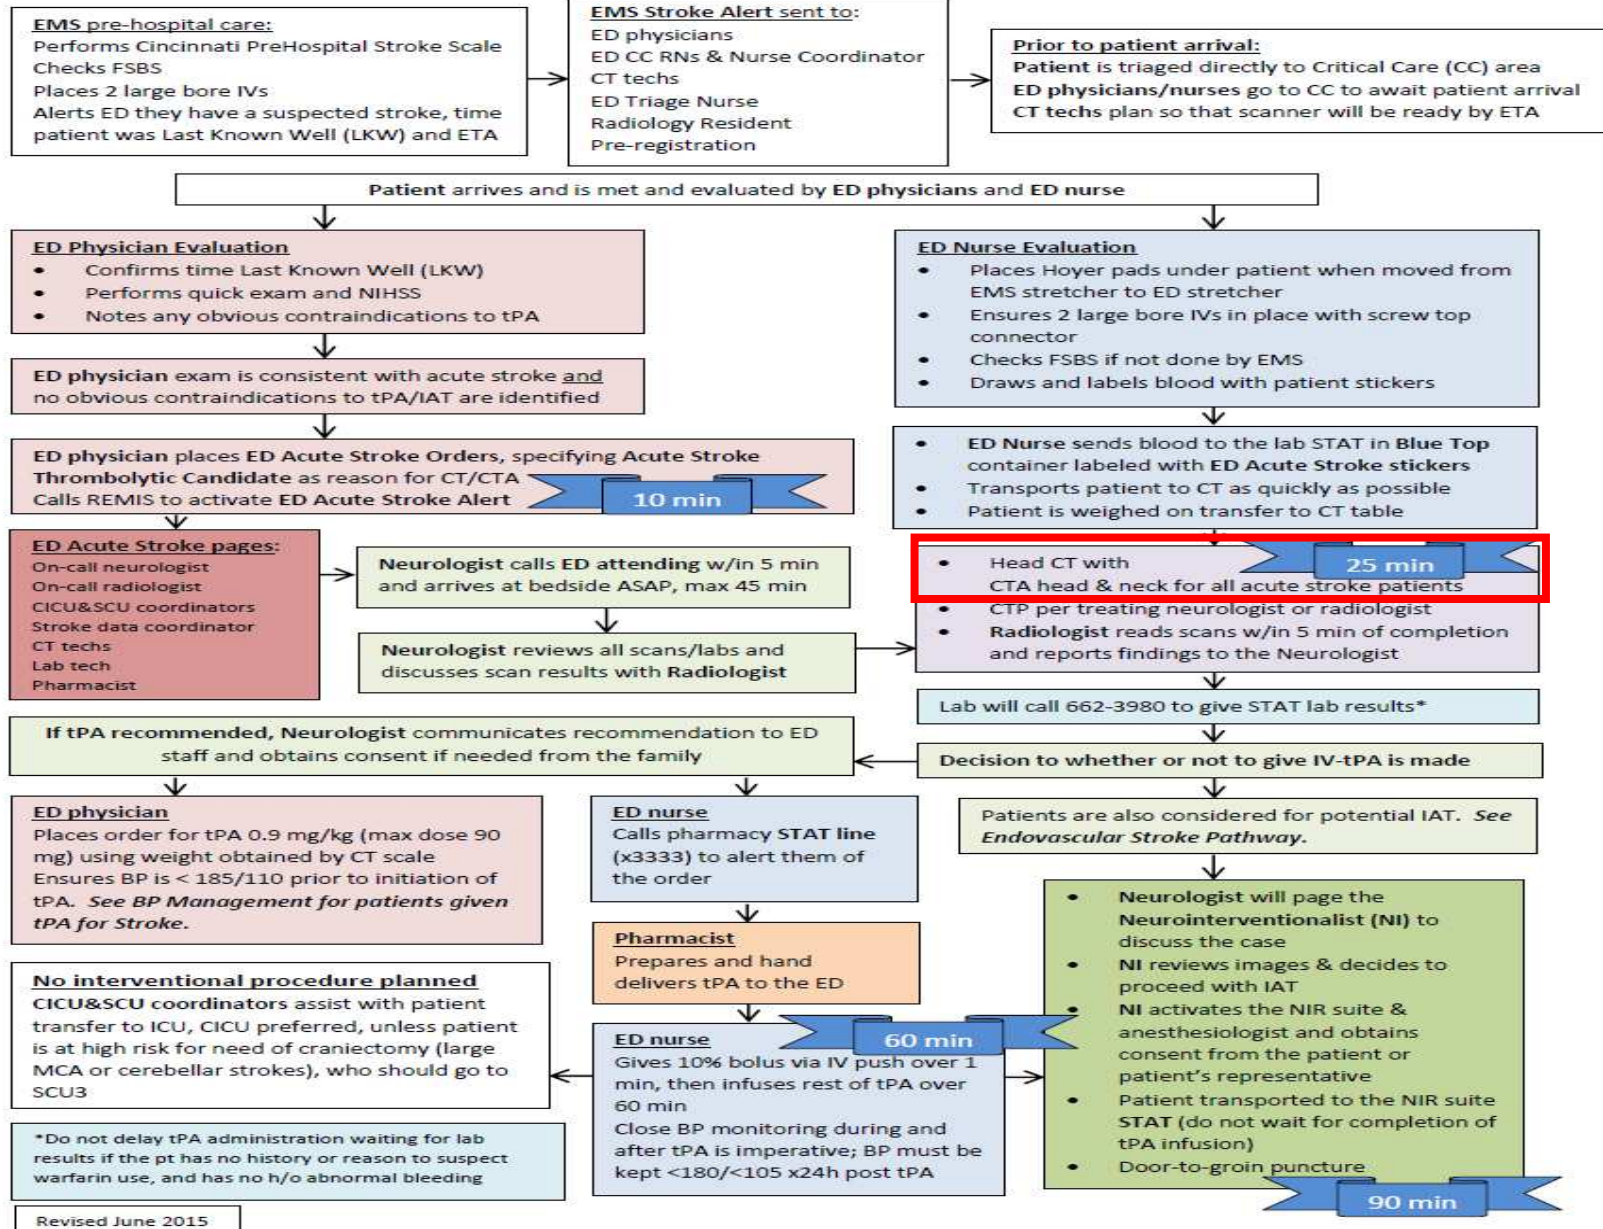 EMS pre-hospital care:
Performs Cincinnati PreHospital Stroke Scale
Checks FSBS
Places 2 large bore IVs
Alerts ED they have a suspected stroke, time
patient was Last Known Well (LKW) and ETA
EMS Stroke Alert sent to:
ED physicians
ED CC RNs & Nurse Coordinator
CT techs
ED Triage Nurse
Radiology Resident
Pre-registration
Prior to patient arrival:
Patient is triaged directly to Critical Care (CC) area
ED physicians/nurses go to CC to await patient arrival
CT techs plan so that scanner will be ready by ETA
Patient arrives and is met and evaluated by ED physicians and ED nurse
ED Physician Evaluation
• Confirms time Last Known Well (LKW)
• Performs quick exam and NIHSS
• Notes any obvious contraindications to tPA
ED physician exam is consistent with acute stroke and
no obvious contraindications to tPA/IAT are identified
ED physician places ED Acute Stroke Orders, specifying Acute Stroke
Thrombolytic Candidate as reason for CT/CTA
Calls REMIS to activate ED Acute Stroke Alert
10 min
ED Nurse Evaluation
• Places Hoyer pads under patient when moved from
EMS stretcher to ED stretcher
• Ensures 2 large bore IVs in place with screw top
connector
• Checks FSBS if not done by EMS
• Draws and labels blood with patient stickers
• ED Nurse sends blood to the lab STAT in Blue Top
container labeled with ED Acute Stroke stickers
• Transports patient to CT as quickly as possible
• Patient is weighed on transfer to CT table
ED Acute Stroke pages:
On-call neurologist
On-call radiologist
CICU&SCU coordinators
Stroke data coordinator
CT techs
Lab tech
Pharmacist
Neurologist calls ED attending w/in 5 min
and arrives at bedside ASAP, max 45 min
Neurologist reviews all scans/labs and
discusses scan results with Radiologist
• Head CT with
25 min
CTA head & neck for all acute stroke patients
• CTP per treating neurologist or radiologist
• Radiologist reads scans w/in 5 min of completion
and reports findings to the Neurologist
Lab will call 662-3980 to give STAT lab results*
Decision to whether or not to give IV-tPA is made
If tPA recommended, Neurologist communicates recommendation to ED
staff and obtains consent if needed from the family
ED physician
Places order for tPA 0.9 mg/kg (max dose 90
mg) using weight obtained by CT scale
Ensures BP is < 185/110 prior to initiation of
tPA. See BP Management for patients given
tPA for Stroke.
ED nurse
Calls pharmacy STAT line
(x3333) to alert them of
the order
Patients are also considered for potential IAT. See
Endovascular Stroke Pathway.
Pharmacist
Prepares and hand
delivers tPA to the ED
No interventional procedure planned
CICU&SCU coordinators assist with patient
transfer to ICU, CICU preferred, unless patient
is at high risk for need of craniectomy (large
MCA or cerebellar strokes), who should go to
SCU3
ED nurse
60 min
Gives 10% bolus via IV push over 1
min, then infuses rest of tPA over
60 min
Close BP monitoring during and
after tPA is imperative; BP must be
kept <180/<105 x24h post tPA
• Neurologist will page the
Neurointerventionalist (NI) to
discuss the case
• NI reviews images & decides to
proceed with IAT
• NI activates the NIR suite &
anesthesiologist and obtains
consent from the patient or
patient's representative
• Patient transported to the NIR suite
STAT (do not wait for completion of
tPA infusion)
• Door-to-groin puncture
90 min
*Do not delay tPA administration waiting for lab
results if the pt has no history or reason to suspect
warfarin use, and has no h/o abnormal bleeding
Revised June 2015